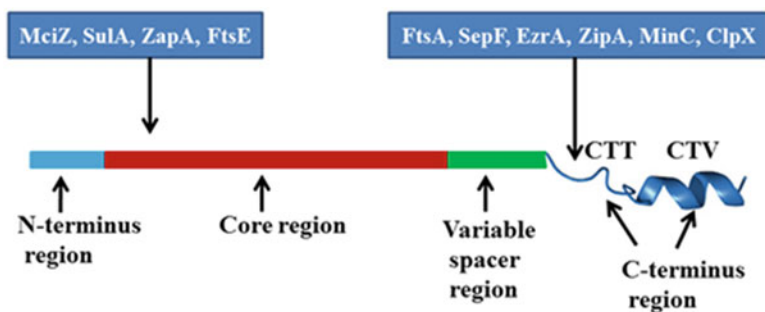 MciZ, SulA, ZapA, FtsE
FtsA, SepF, EzrA, ZipA, MinC, ClpX
CTT
CTV
N-terminus
region
Core region
Variable
spacer
region
C-terminus
region